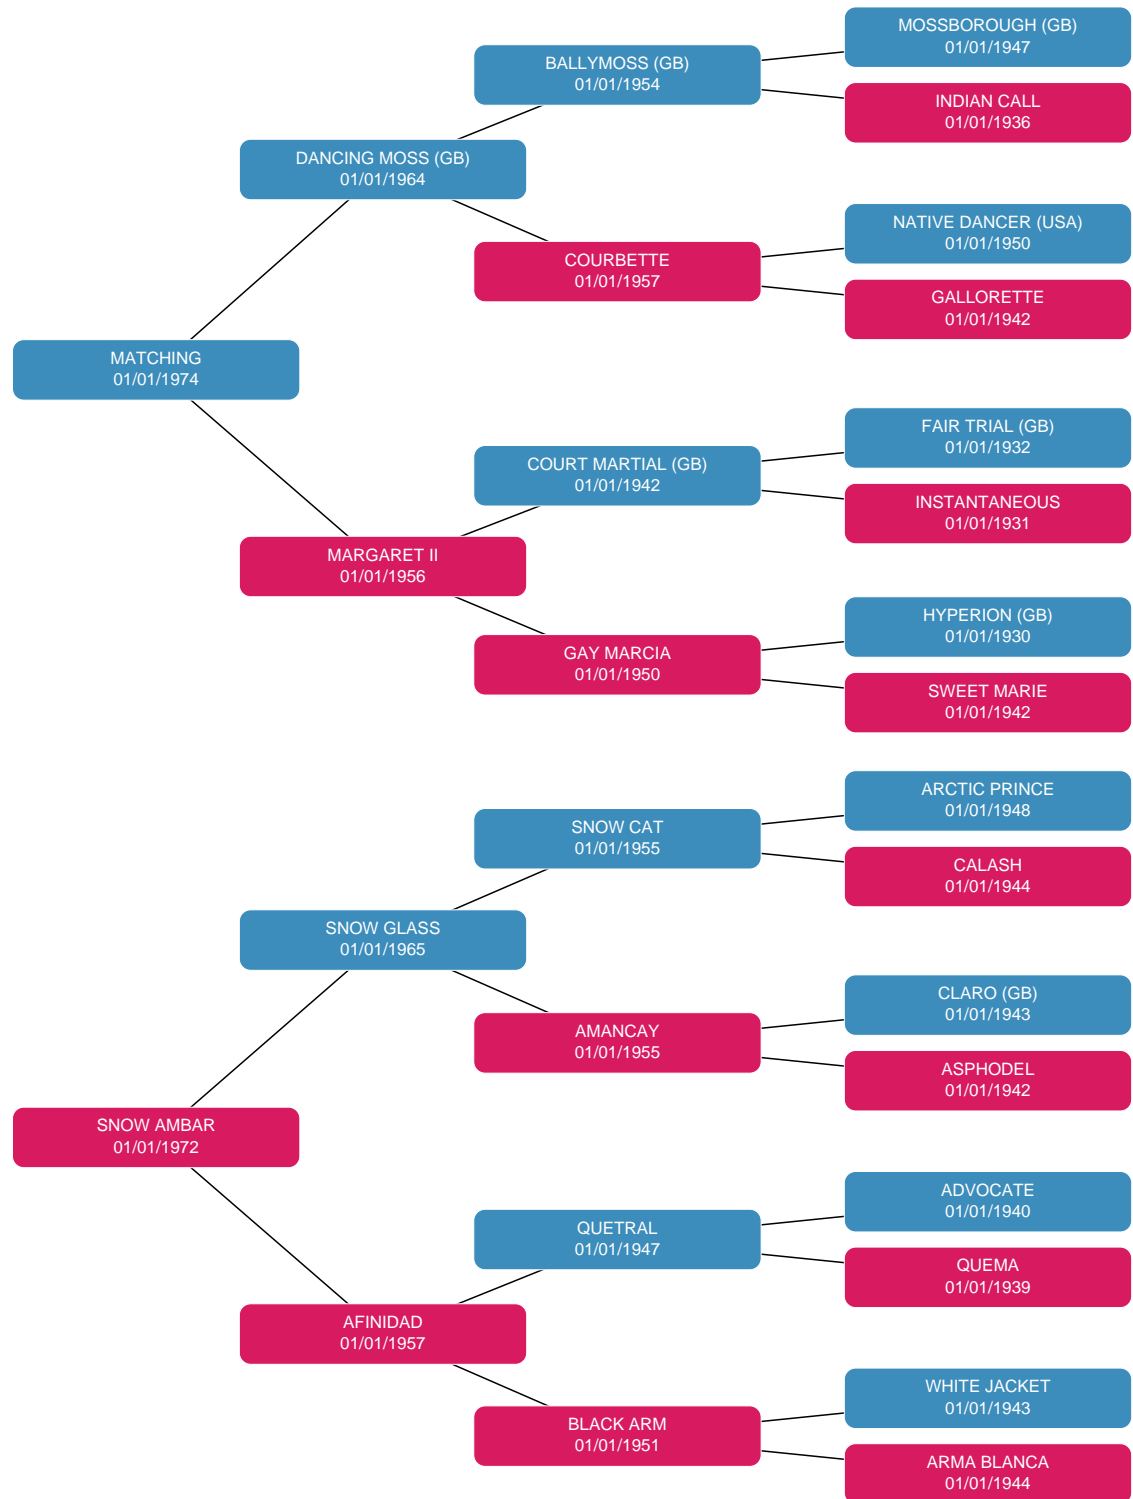 MOSSBOROUGH (GB)
01/01/1947
BALLYMOSS (GB)
01/01/1954
INDIAN CALL
01/01/1936
DANCING MOSS (GB)
01/01/1964
NATIVE DANCER (USA)
01/01/1950
COURBETTE
01/01/1957
GALLORETTE
01/01/1942
MATCHING
01/01/1974
FAIR TRIAL (GB)
01/01/1932
COURT MARTIAL (GB)
01/01/1942
INSTANTANEOUS
01/01/1931
MARGARET II
01/01/1956
HYPERION (GB)
01/01/1930
GAY MARCIA
01/01/1950
SWEET MARIE
01/01/1942
ARCTIC PRINCE
01/01/1948
SNOW CAT
01/01/1955
CALASH
01/01/1944
SNOW GLASS
01/01/1965
CLARO (GB)
01/01/1943
AMANCAY
01/01/1955
ASPHODEL
01/01/1942
SNOW AMBAR
01/01/1972
ADVOCATE
01/01/1940
QUETRAL
01/01/1947
QUEMA
01/01/1939
AFINIDAD
01/01/1957
WHITE JACKET
01/01/1943
BLACK ARM
01/01/1951
ARMA BLANCA
01/01/1944